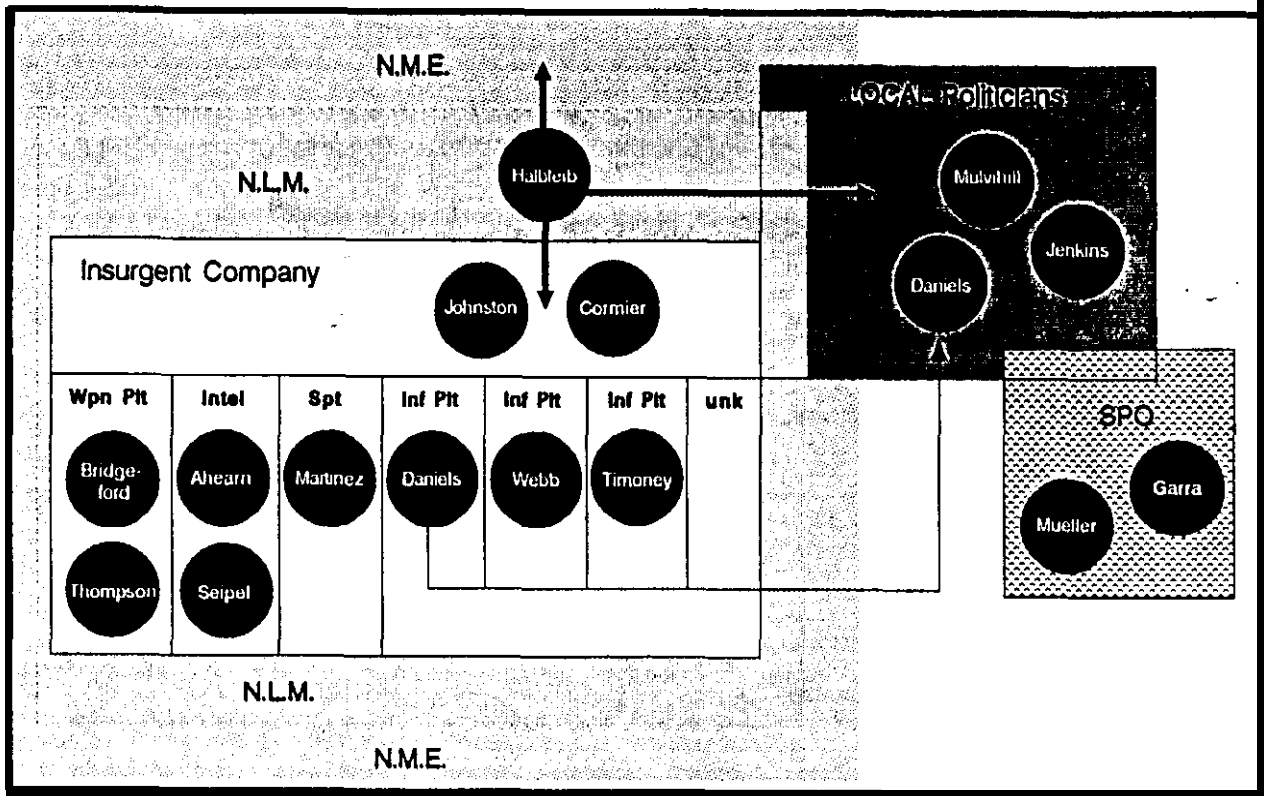 N.M.E.
LOCAL Politicians
N.L.M.
Halbleib
Mulvihill
Jenkins
Daniels
Insurgent Company
Johnston
Cormier
Wpn Plt
Intel
Spt
Inf Plt
Inf Plt
Inf Plt
unk
SPO
Bridge-
ford
Ahearn
Martinez
Daniels
Webb
Timoney
Garra
Mueller
Thompson
Seipel
N.L.M.
N.M.E.